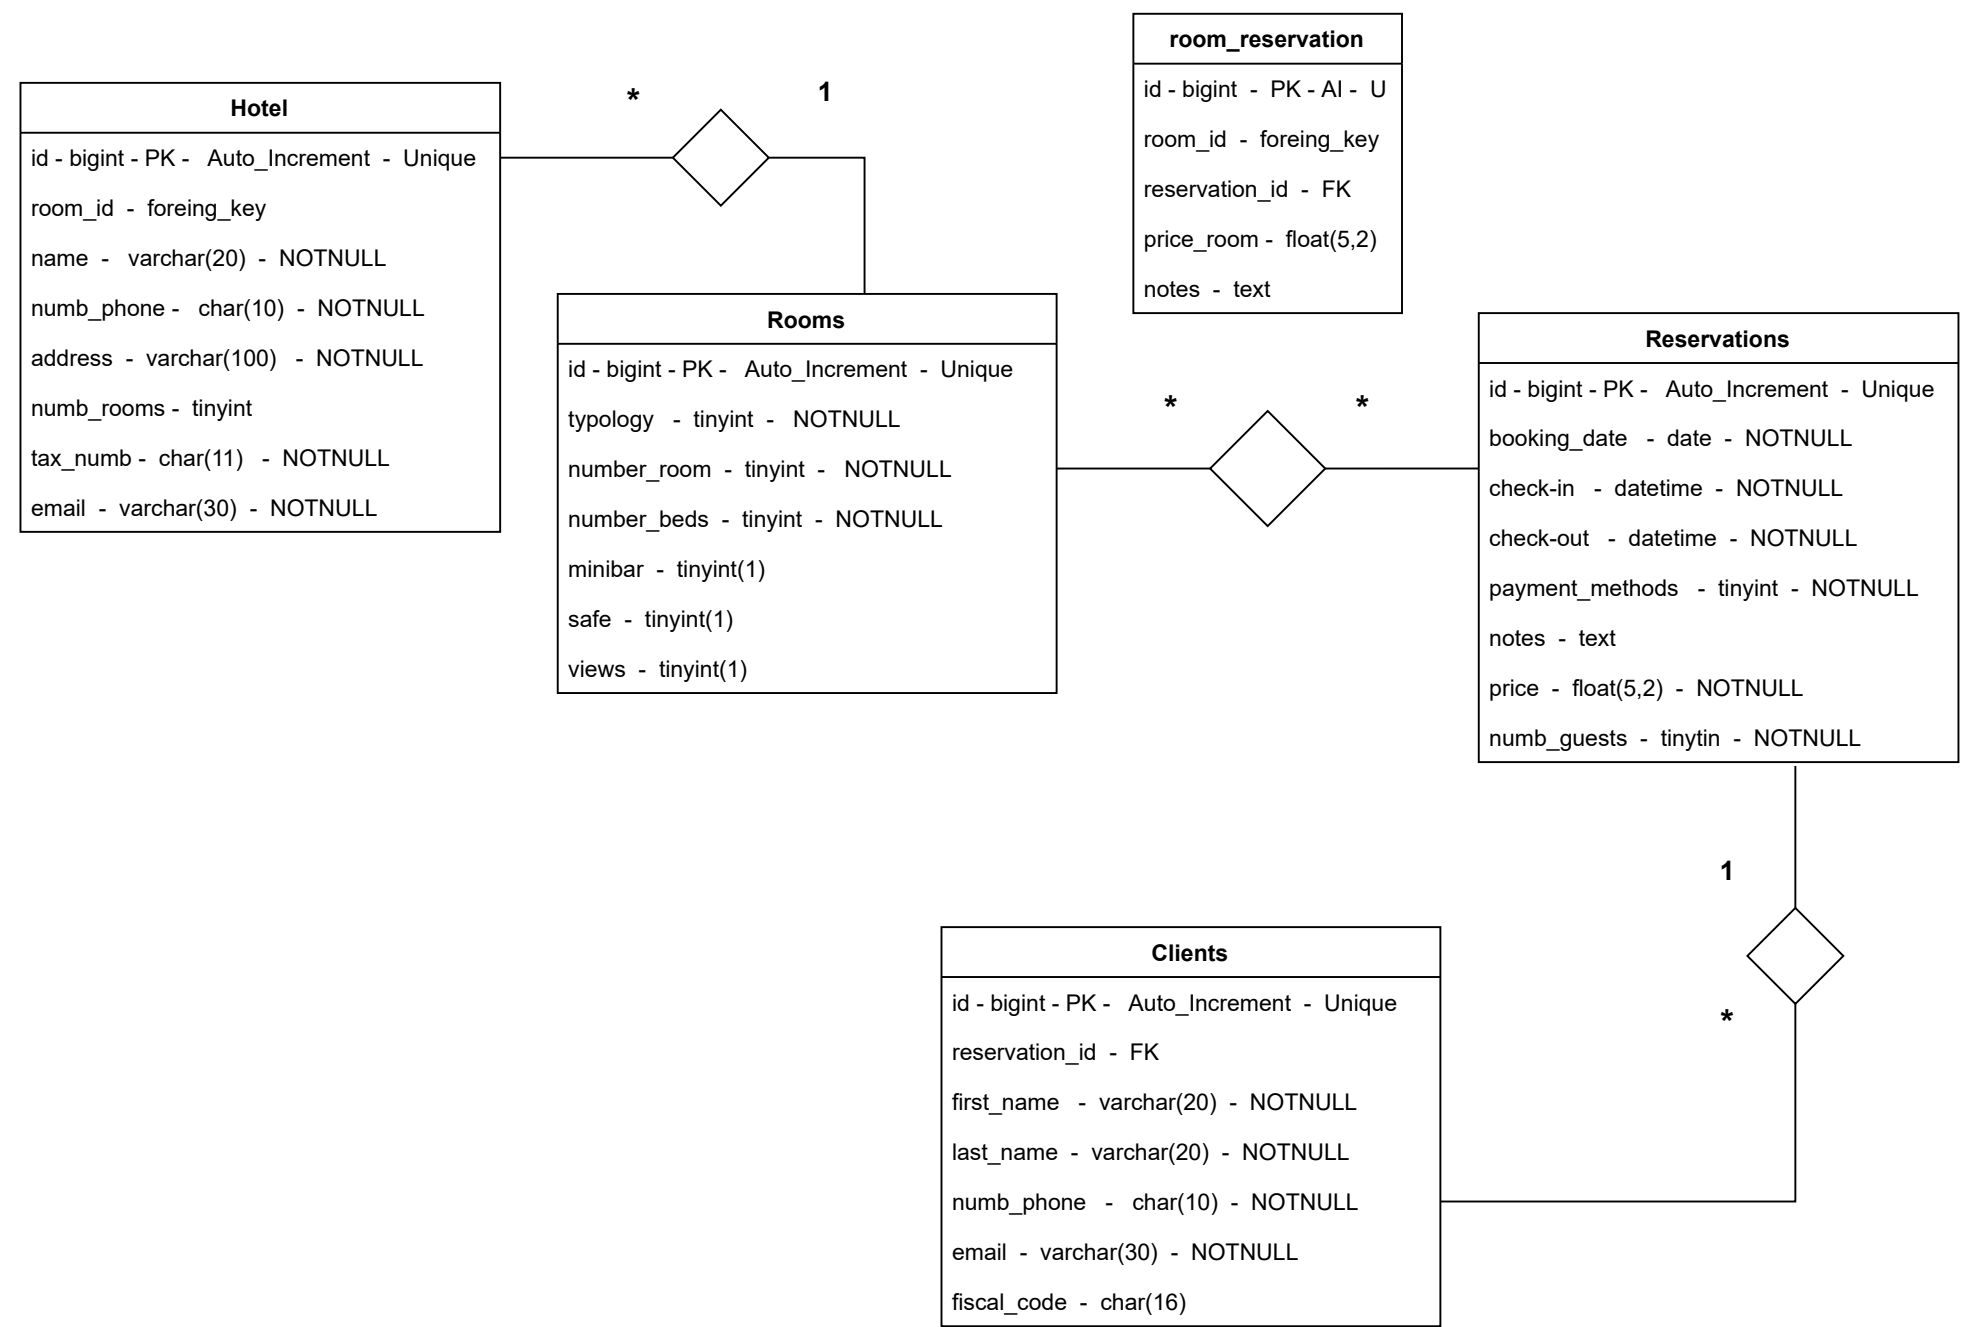 room_reservation
id - bigint - PK - AI - U
room_id - foreing_key
reservation_id - FK
price_room - float(5,2)
notes - text
Hotel
id - bigint - PK - Auto_Increment - Unique
room_id - foreing_key
name - varchar(20) - NOTNULL
numb_phone - char(10) - NOTNULL
address - varchar(100) - NOTNULL
numb_rooms - tinyint
tax_numb - char(11) - NOTNULL
email - varchar(30) - NOTNULL
*
1
Rooms
id - bigint - PK - Auto_Increment - Unique
typology - tinyint - NOTNULL
number_room - tinyint - NOTNULL
number_beds - tinyint - NOTNULL
minibar - tinyint(1)
safe - tinyint(1)
views - tinyint(1)
*
*
Reservations
id - bigint - PK - Auto_Increment - Unique
booking_date - date - NOTNULL
check-in - datetime - NOTNULL
check-out - datetime - NOTNULL
payment_methods - tinyint - NOTNULL
notes - text
price - float(5,2) - NOTNULL
numb_guests - tinytin - NOTNULL
1
*
Clients
id - bigint - PK - Auto_Increment - Unique
reservation_id - FK
first_name - varchar(20) - NOTNULL
last_name - varchar(20) - NOTNULL
numb_phone - char(10) - NOTNULL
email - varchar(30) - NOTNULL
fiscal_code - char(16)